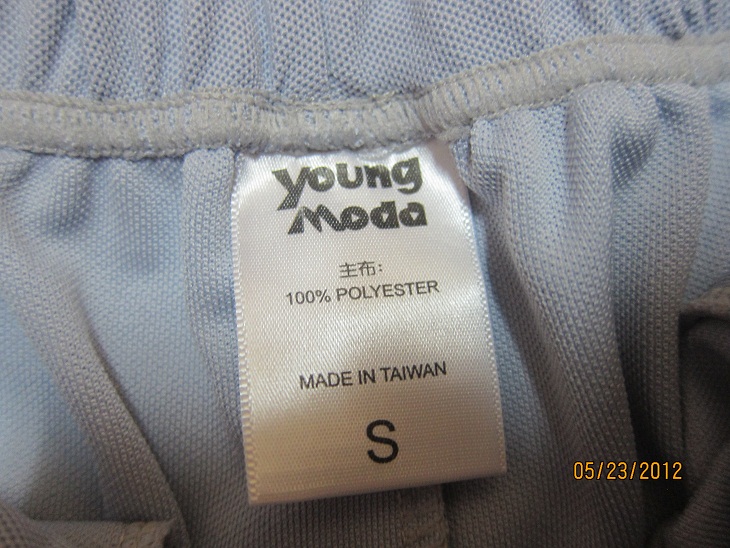 Young
Moda
主布:
100% POLYESTER
MADE IN TAIWAN
S
05/23/2012